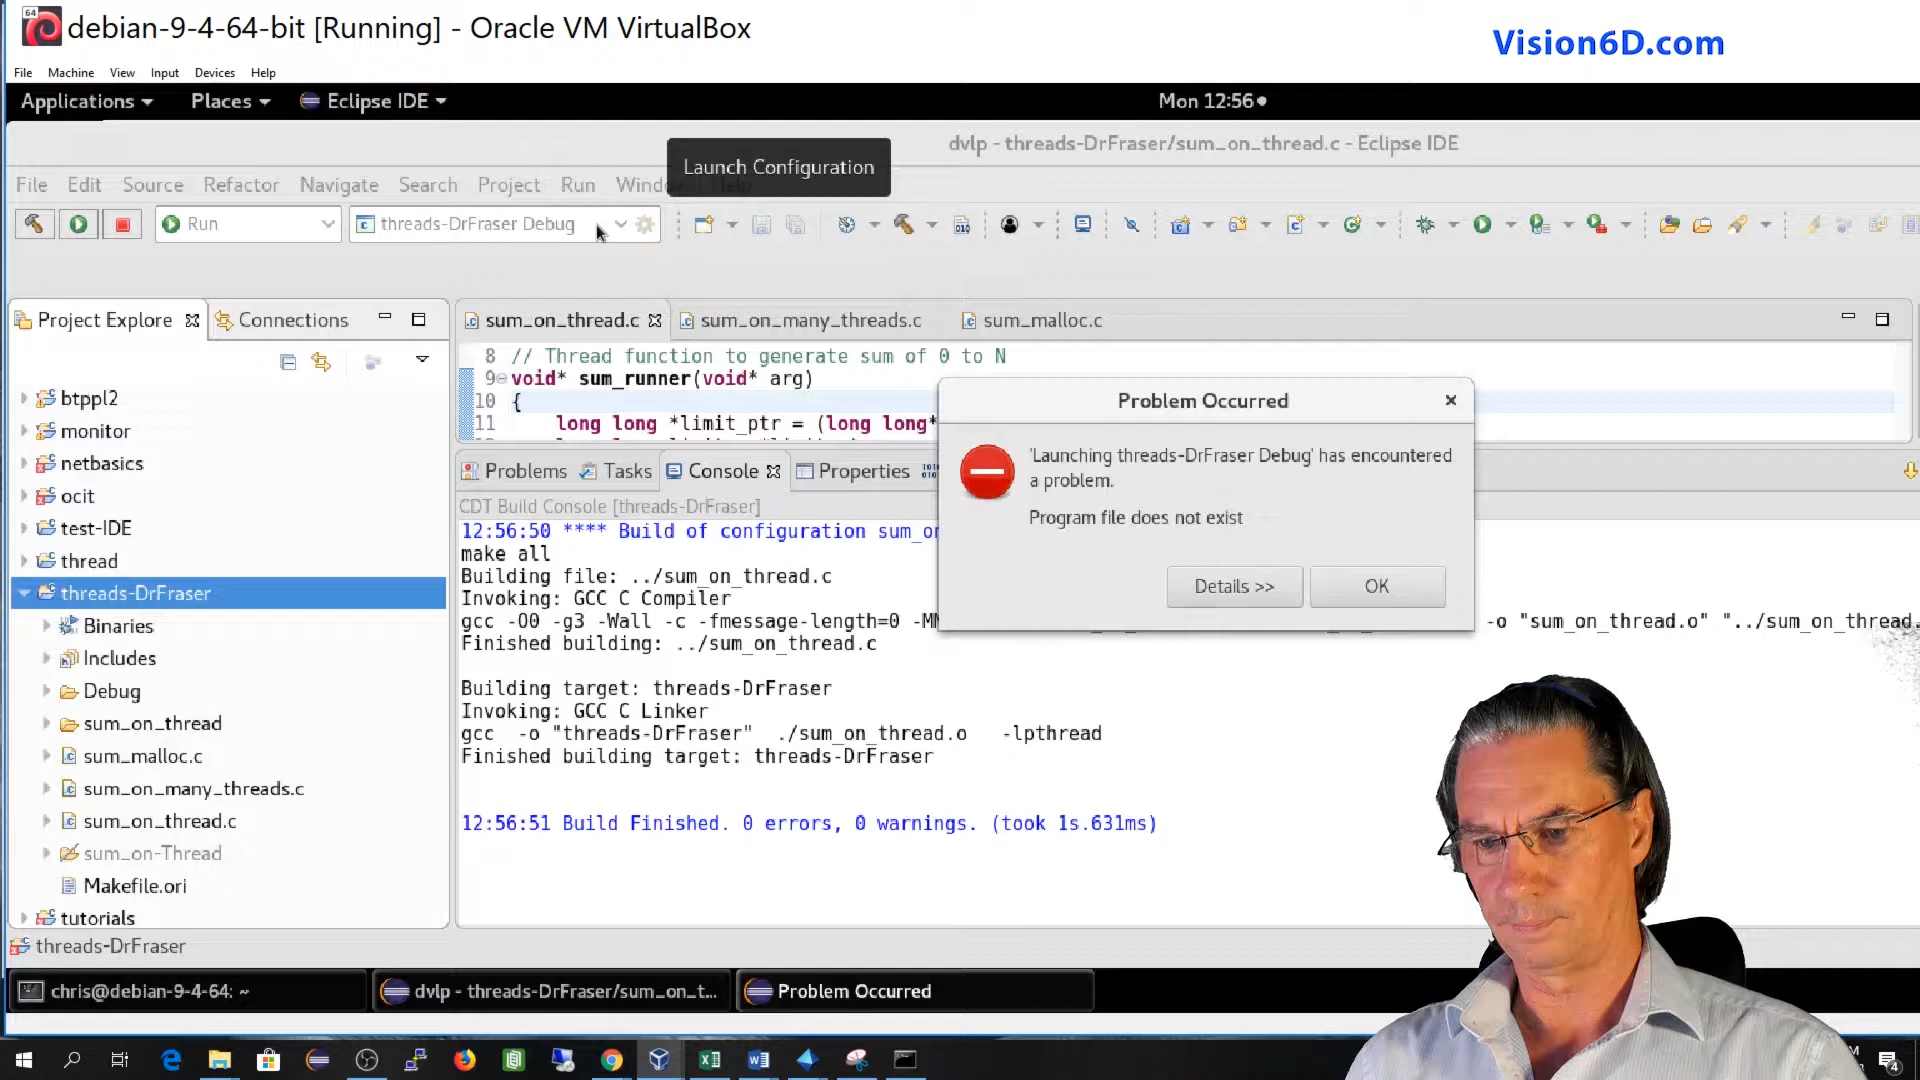 64
debian-9-4-64-bit [Running] - Oracle VM VirtualBox
Vision6D.com
File Machine View Input Devices Help
Applications Places Eclipse IDE Mon 12:56
dvlp - threads-DrFraser/sum_on_thread.c - Eclipse IDE
Launch Configuration
File Edit Source Refactor Navigate Search Project Run Windo Help
Run threads-DrFraser Debug
Project Explore Connections
sum_on_thread.c sum_on_many_threads.c sum_malloc.c
8 // Thread function to generate sum of 0 to N
9 void* sum_runner(void* arg)
10 {
11 long long *limit_ptr = (long long*
Problems Tasks Console Properties
CDT Build Console [threads-DrFraser]
12:56:50 **** Build of configuration sum_on
make all
Building file: ../sum_on_thread.c
Invoking: GCC C Compiler
gcc -O0 -g3 -Wall -c -fmessage-length=0 -MM -o "sum_on_thread.o" "../sum_on_thread.
Finished building: ../sum_on_thread.c
Building target: threads-DrFraser
Invoking: GCC C Linker
gcc -o "threads-DrFraser" ./sum_on_thread.o -lpthread
Finished building target: threads-DrFraser
12:56:51 Build Finished. 0 errors, 0 warnings. (took 1s.631ms)
Problem Occurred
'Launching threads-DrFraser Debug' has encountered
a problem.
Program file does not exist
Details >> OK
btppl2
monitor
netbasics
ocit
test-IDE
thread
threads-DrFraser
Binaries
Includes
Debug
sum_on_thread
sum_malloc.c
sum_on_many_threads.c
sum_on_thread.c
sum_on-Thread
Makefile.ori
tutorials
threads-DrFraser
chris@debian-9-4-64: ~
dvlp - threads-DrFraser/sum_on_t...
Problem Occurred
4